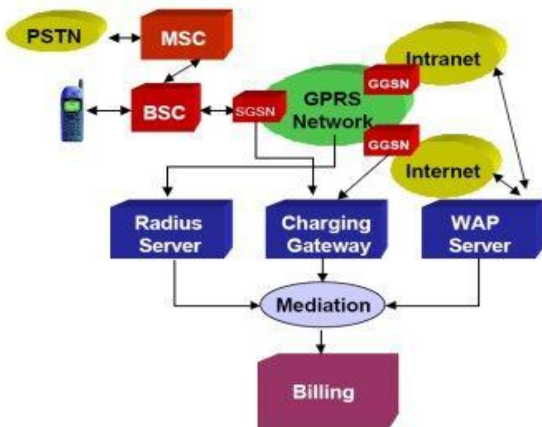 PSTN
MSC
Intranet
GGSN
BSC
SGSN
GPRS
Network
GGSN
Internet
Radius
Server
Charging
Gateway
WAP
Server
Mediation
Billing